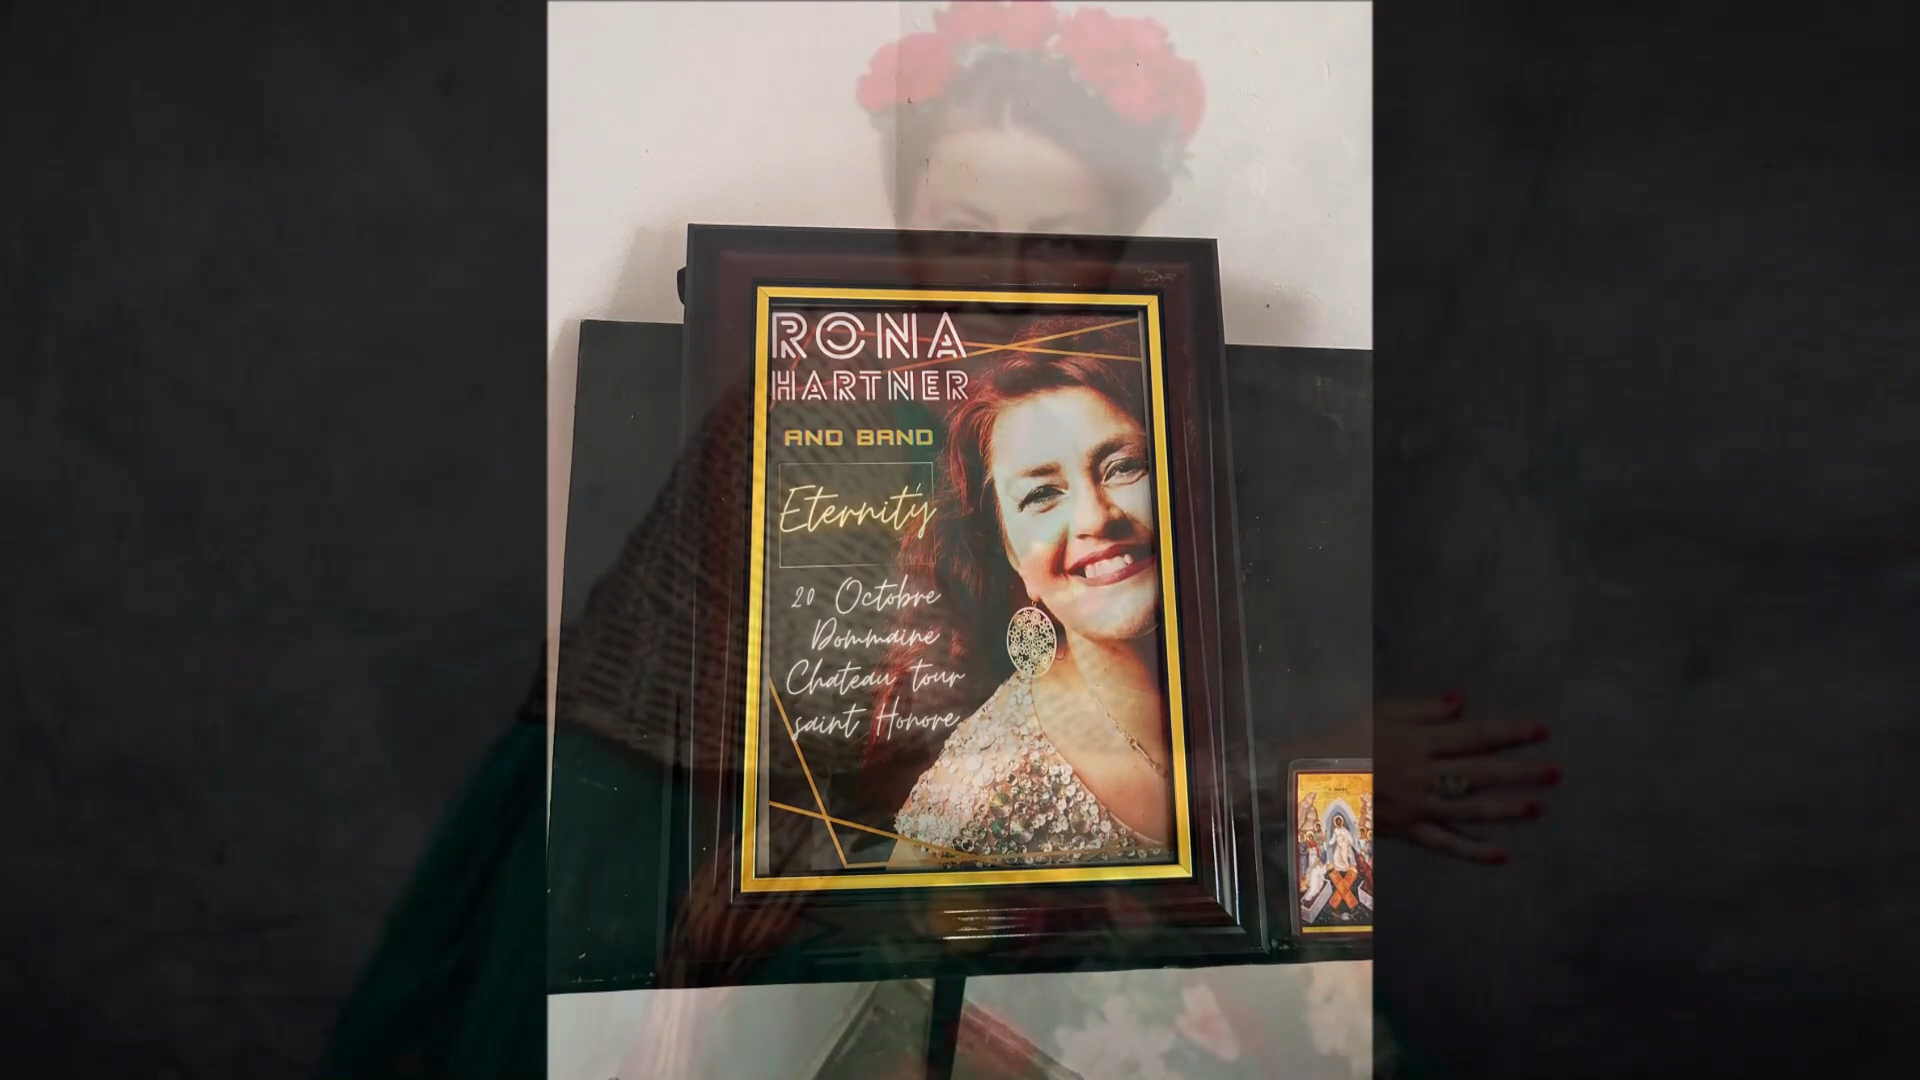 RONA
HARTNER
AND BAND
Eternity
20 Octobre
Dommaine
Chateau tour
saint Honore